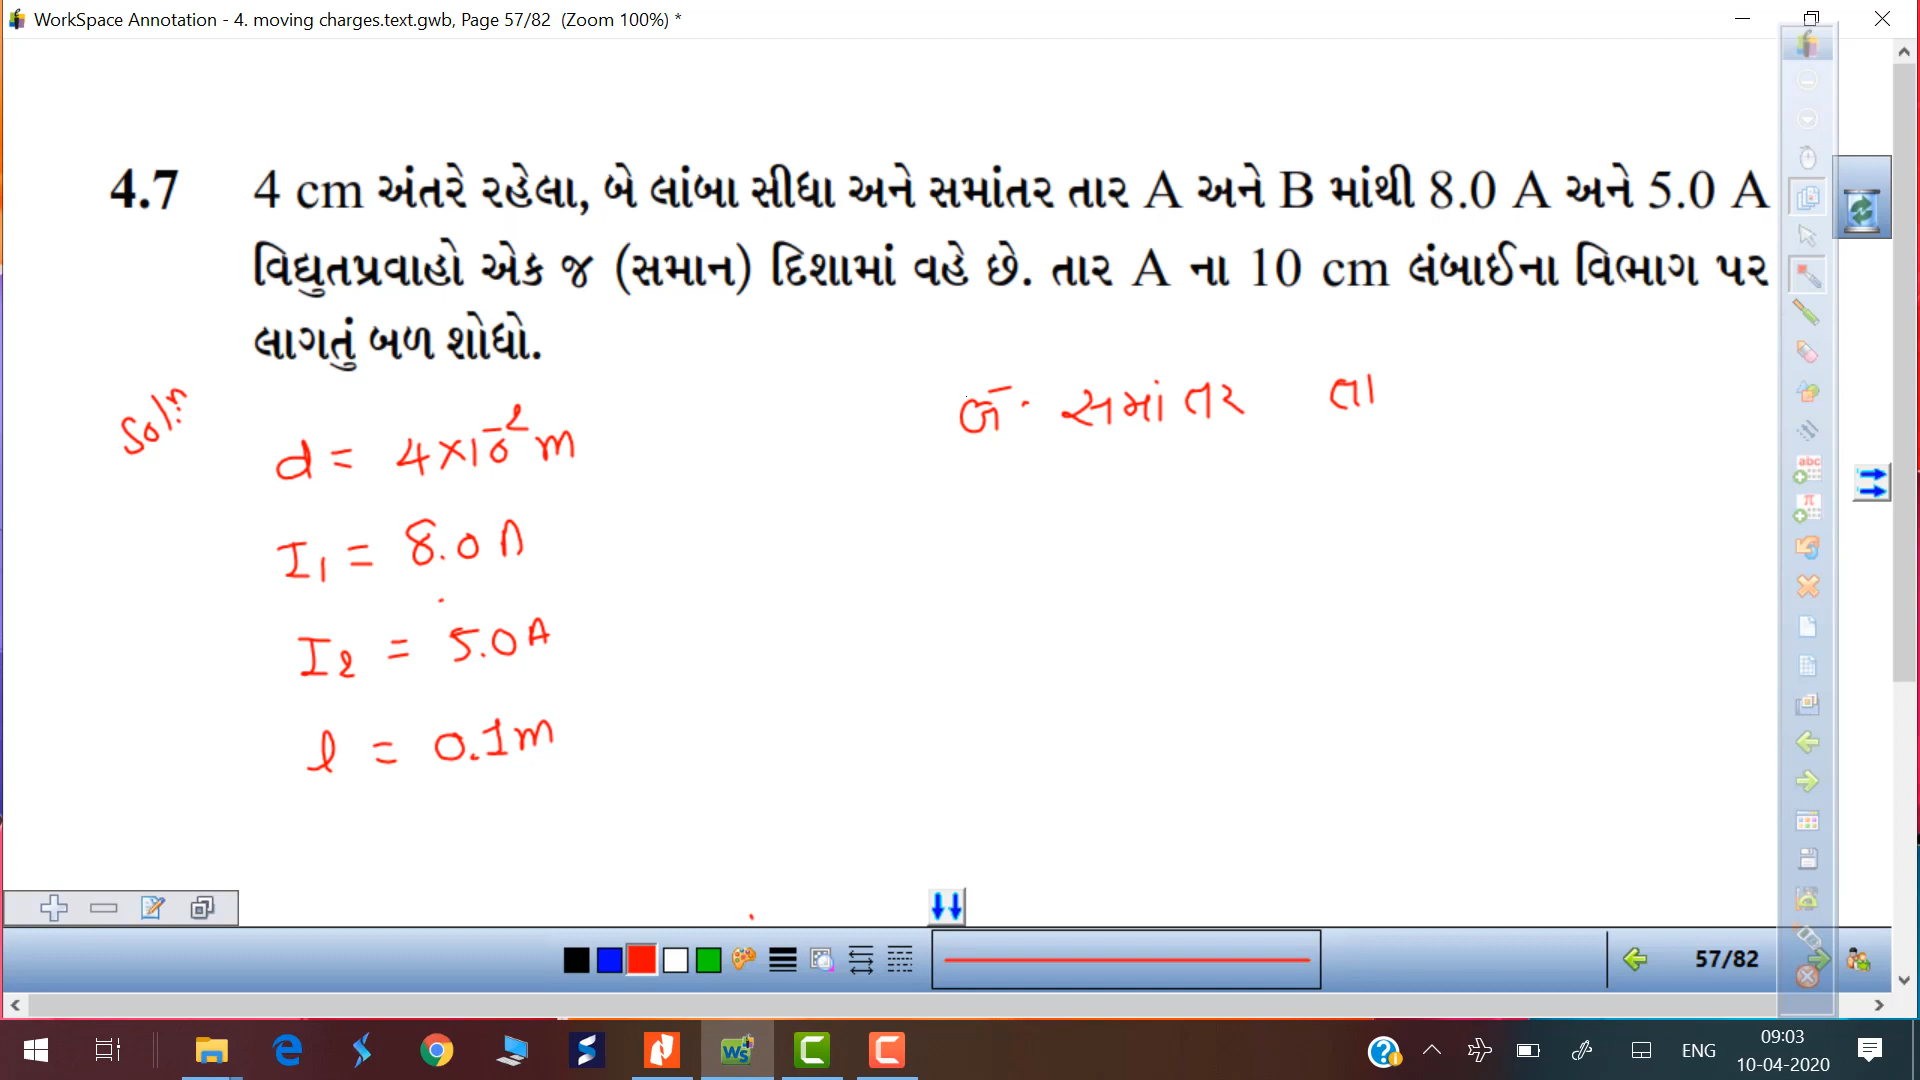 WorkSpace Annotation - 4. moving charges.text.gwb, Page 57/82 (Zoom 100%) *
4.7 4 cm અંતરે રહેલા, બે લાંબા સીધા અને સમાંતર તાર A અને B માંથી 8.0 A અને 5.0 A
વિદ્યુતપ્રવાહો એક જ (સમાન) દિશામાં વહે છે. તાર A ના 10 cm લંબાઈના વિભાગ પર
લાગતું બળ શોધો.
Solⁿ
d = 4×10⁻² m
સમાંતર તા
I₁ = 8.0 A
I₂ = 5.0 A
l = 0.1 m
abc
π
57/82
WS
ENG
09:03
10-04-2020